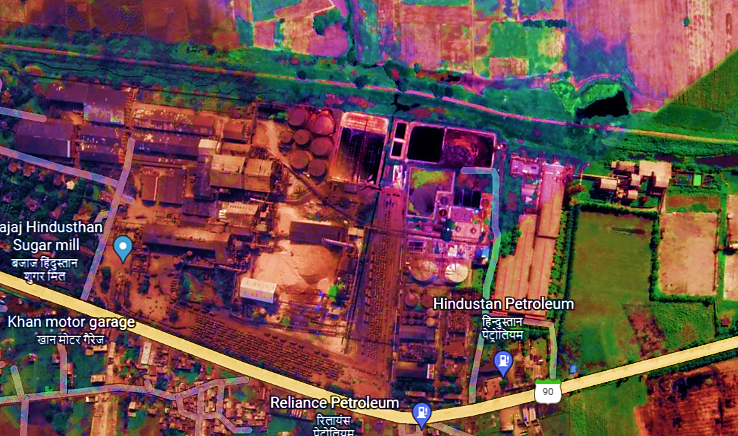 ajaj Hindusthan
Sugar mill
बजाज हिंदुस्तान
शुगर मिल
Khan motor garage
खान मोटर गैरेज
Hindustan Petroleum
हिन्दुस्तान
पेट्रोलियम
90
Reliance Petroleum
रिलायंस
पेट्रोलियम